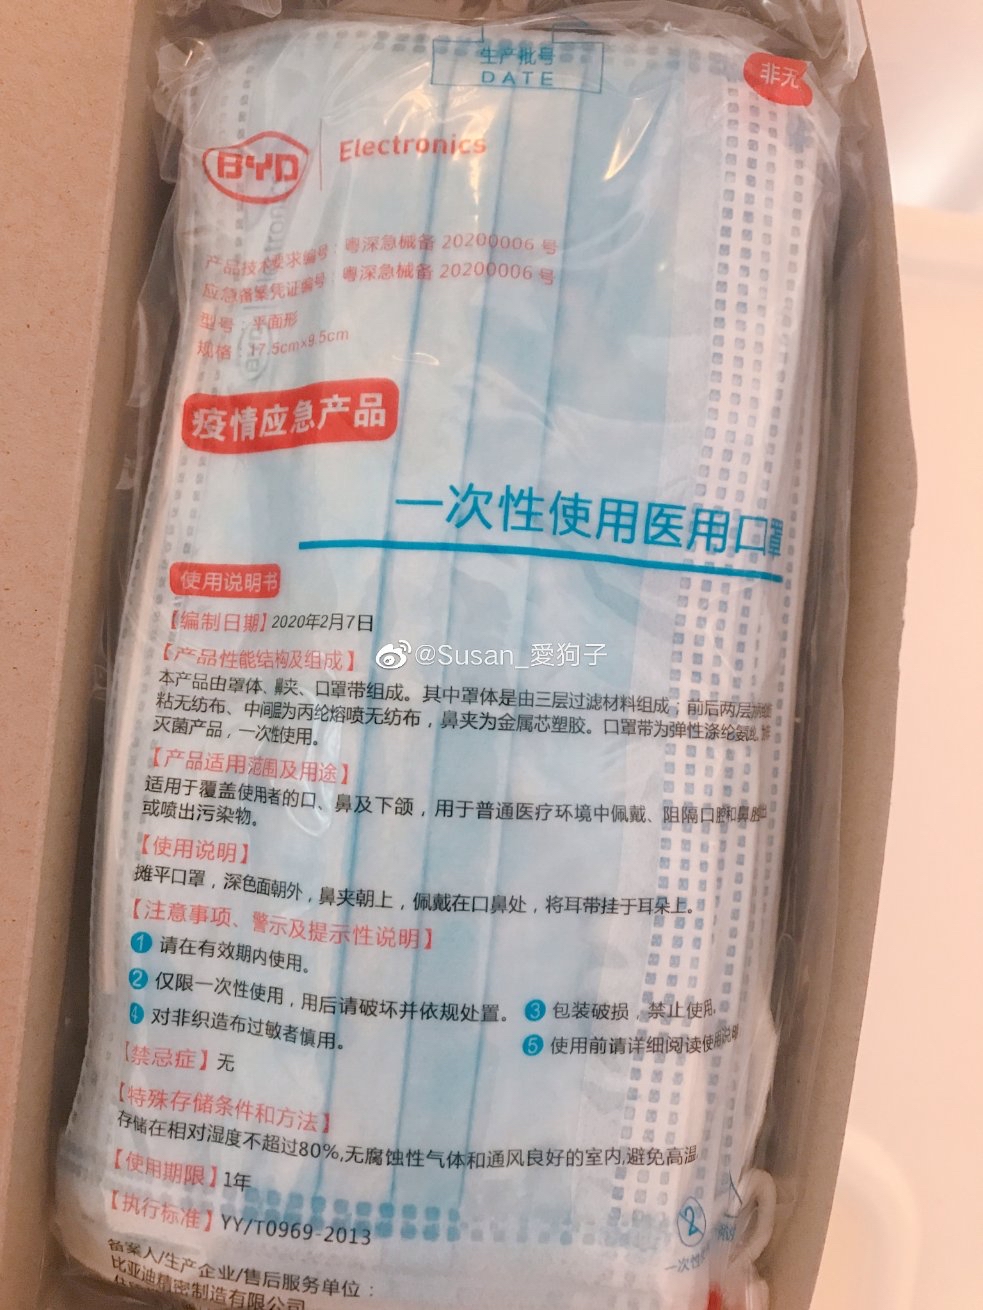 生产批号
DATE
非无
BYD Electronics
产品技术要求编号：粤深急械备 20200006 号
应急备案凭证编号：粤深急械备 20200006 号
型号：平面形
规格：17.5cm×9.5cm
疫情应急产品
一次性使用医用口罩
使用说明书
【编制日期】2020年2月7日
@Susan_愛狗子
【产品性能结构及组成】
本产品由罩体、鼻夹、口罩带组成。其中罩体是由三层过滤材料组成；前后两层
粘无纺布、中间层为丙纶熔喷无纺布，鼻夹为金属芯塑胶。口罩带为弹性涤纶氨纶。
灭菌产品，一次性使用。
【产品适用范围及用途】
适用于覆盖使用者的口、鼻及下颌，用于普通医疗环境中佩戴、阻隔口腔和鼻腔呼出
或喷出污染物。
【使用说明】
摊平口罩，深色面朝外，鼻夹朝上，佩戴在口鼻处，将耳带挂于耳朵上。
【注意事项、警示及提示性说明】
1 请在有效期内使用。
2 仅限一次性使用，用后请破坏并依规处置。 3 包装破损，禁止使用。
4 对非织造布过敏者慎用。 5 使用前请详细阅读使用说明
【禁忌症】无
【特殊存储条件和方法】
存储在相对湿度不超过80%,无腐蚀性气体和通风良好的室内,避免高温
【使用期限】1年
【执行标准】YY/T0969-2013
2
一次性
备案人/生产企业/售后服务单位：
比亚迪精密制造有限公司